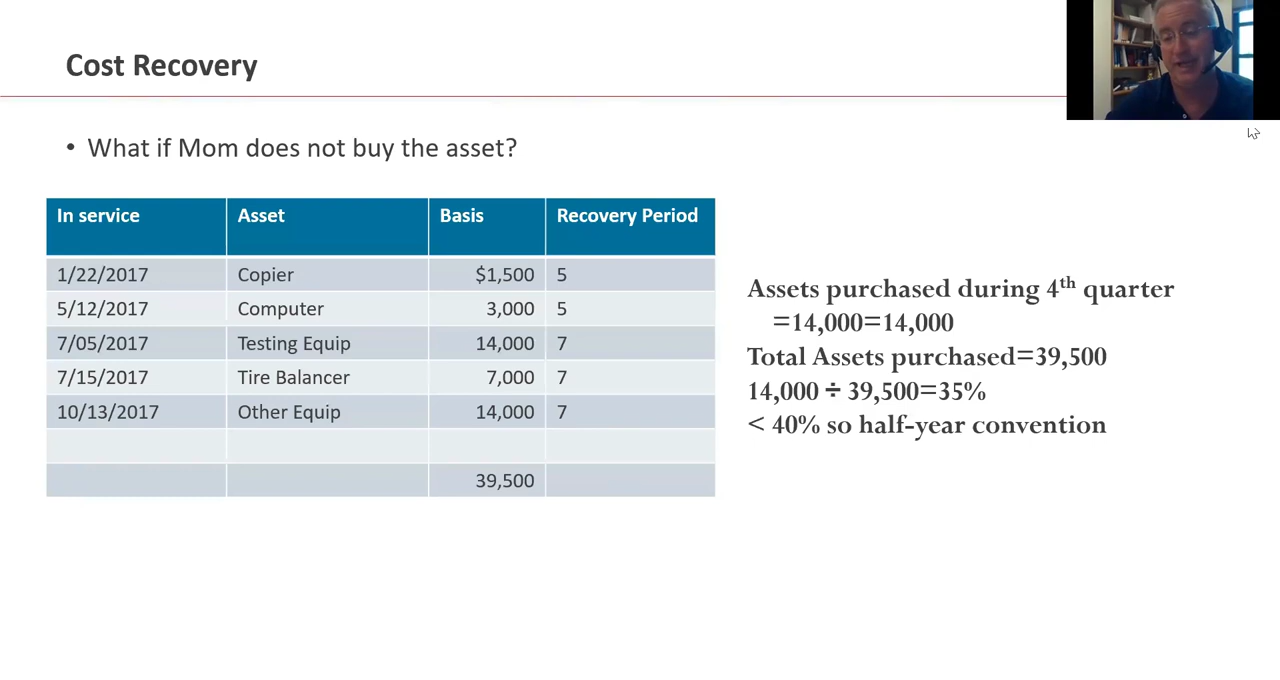 Cost Recovery
• What if Mom does not buy the asset?
In service Asset Basis Recovery Period
1/22/2017 Copier $1,500 5
5/12/2017 Computer 3,000 5
7/05/2017 Testing Equip 14,000 7
7/15/2017 Tire Balancer 7,000 7
10/13/2017 Other Equip 14,000 7
39,500
Assets purchased during 4th quarter
=14,000=14,000
Total Assets purchased=39,500
14,000 ÷ 39,500=35%
< 40% so half-year convention